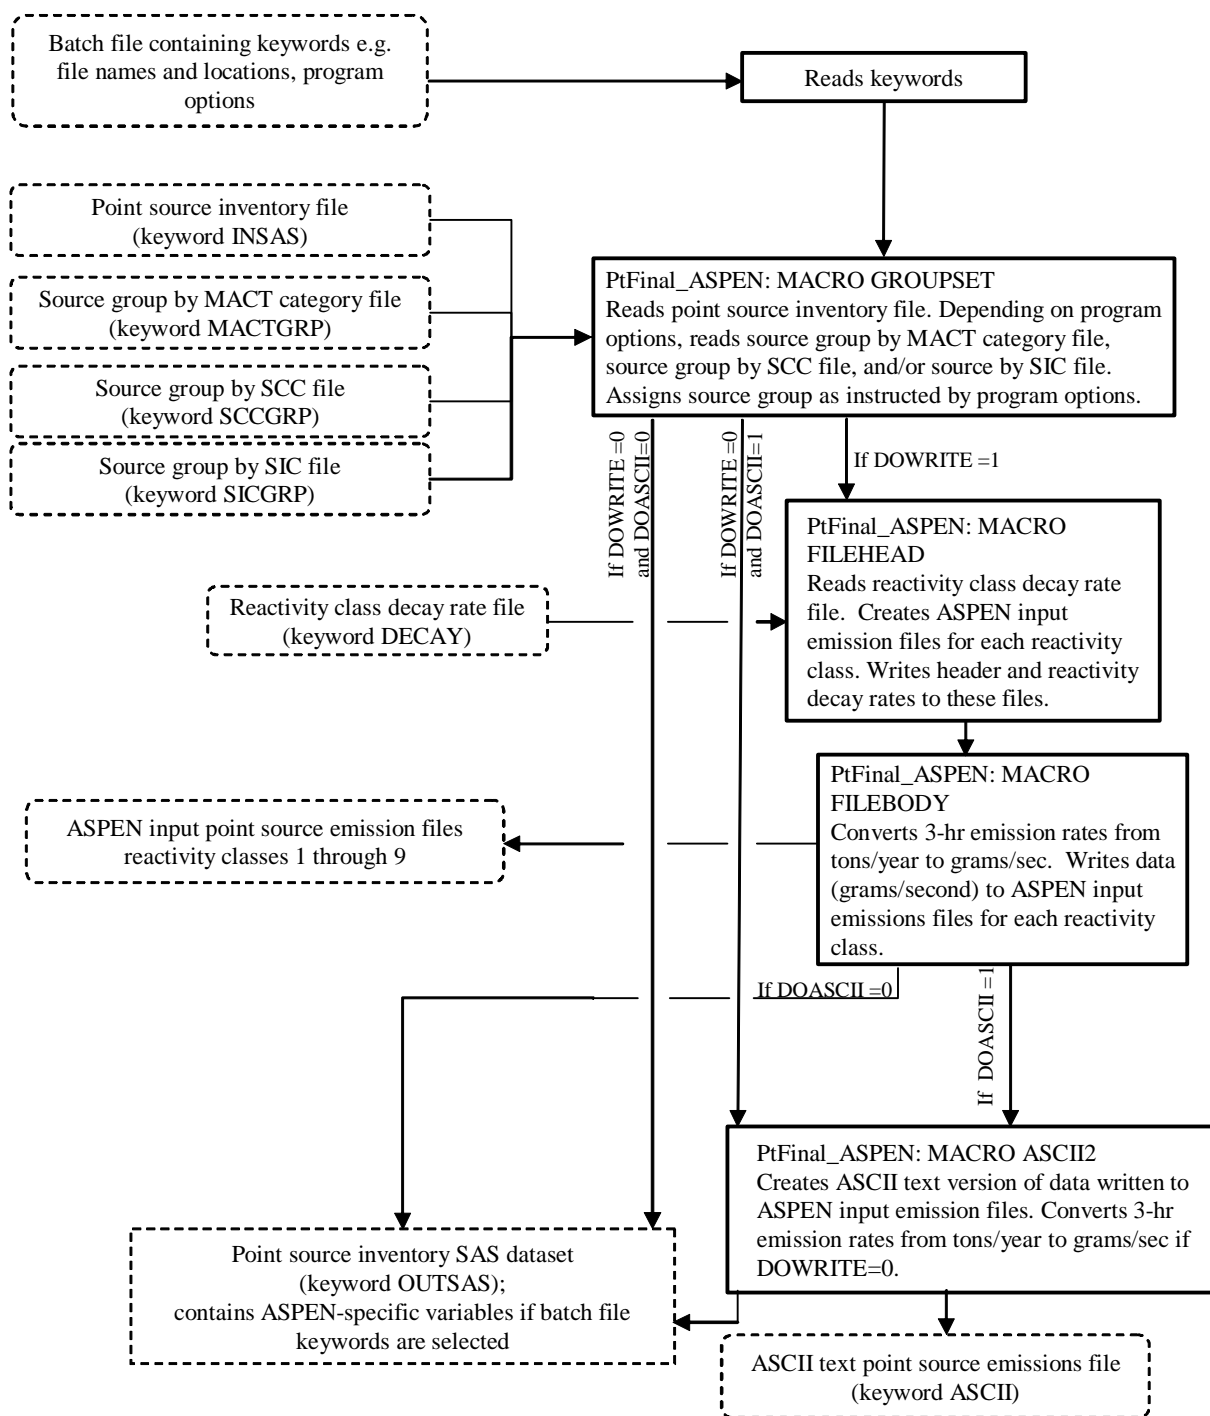 Batch file containing keywords e.g.
file names and locations, program
options
Reads keywords
Point source inventory file
(keyword INSAS)
Source group by MACT category file
(keyword MACTGRP)
Source group by SCC file
(keyword SCCGRP)
Source group by SIC file
(keyword SICGRP)
PtFinal_ASPEN: MACRO GROUPSET
Reads point source inventory file. Depending on program
options, reads source group by MACT category file,
source group by SCC file, and/or source by SIC file.
Assigns source group as instructed by program options.
If DOWRITE =0
and DOASCII=0
If DOWRITE =0
and DOASCII=1
If DOWRITE =1
Reactivity class decay rate file
(keyword DECAY)
PtFinal_ASPEN: MACRO
FILEHEAD
Reads reactivity class decay rate
file.  Creates ASPEN input
emission files for each reactivity
class. Writes header and reactivity
decay rates to these files.
PtFinal_ASPEN: MACRO
FILEBODY
Converts 3-hr emission rates from
tons/year to grams/sec.  Writes data
(grams/second) to ASPEN input
emissions files for each reactivity
class.
ASPEN input point source emission files
reactivity classes 1 through 9
If DOASCII =0
If  DOASCII =1
PtFinal_ASPEN: MACRO ASCII2
Creates ASCII text version of data written to
ASPEN input emission files. Converts 3-hr
emission rates from tons/year to grams/sec if
DOWRITE=0.
Point source inventory SAS dataset
(keyword OUTSAS);
contains ASPEN-specific variables if batch file
keywords are selected
ASCII text point source emissions file
(keyword ASCII)